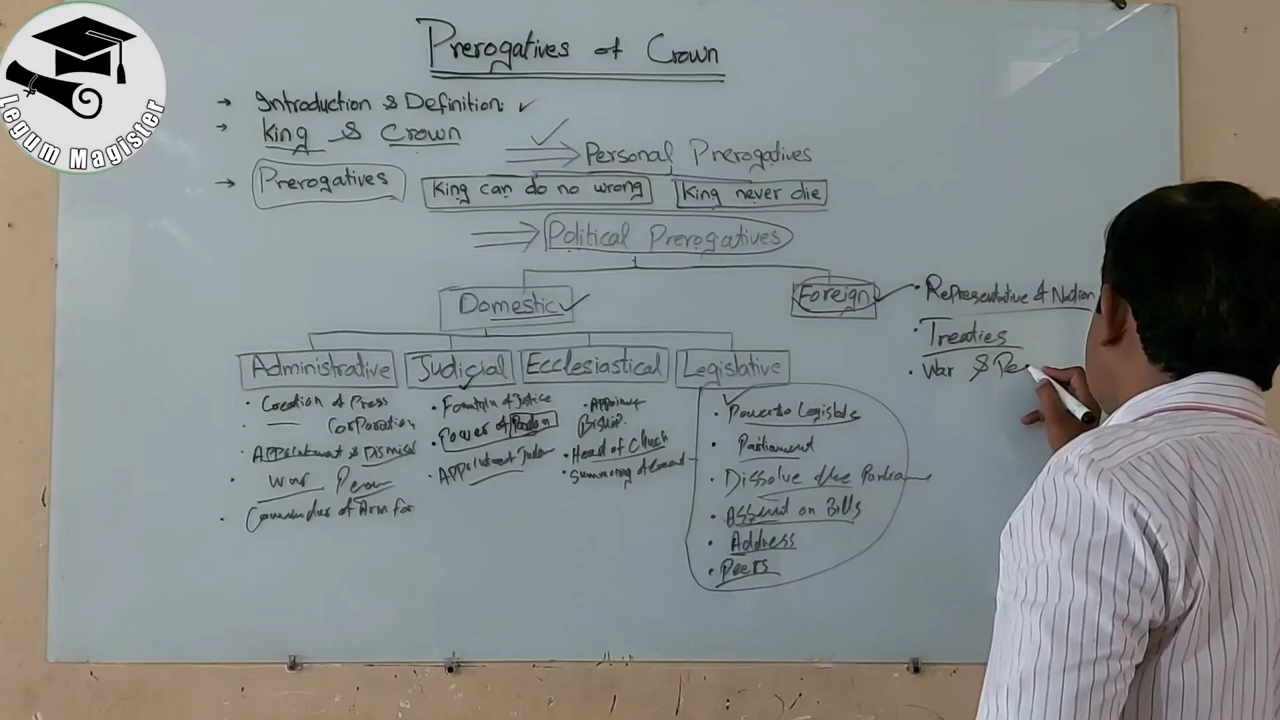 Legum Magister
Prerogatives of Crown
→ Introduction & Definition: ✓
→ King & Crown
Personal Prerogatives
→ Prerogatives
King can do no wrong
King never die
Political Prerogatives
Domestic
Foreign
Administrative
Judicial
Ecclesiastical
Legislative
• Creation of Press
Corporation
Appointment & Dismisal
• War Peace
• Commander of Arm for
• Fountain of Justice
• Power of Pardon
• Appointment Judge
• Appoint
Bishop
• Head of Church
• Summoning of
• Power to Legislate
• Parliament
• Dissolve the Parliam
• Assent on Bills
• Address
• Peers
• Representative of Nation
• Treaties
• War & Pe